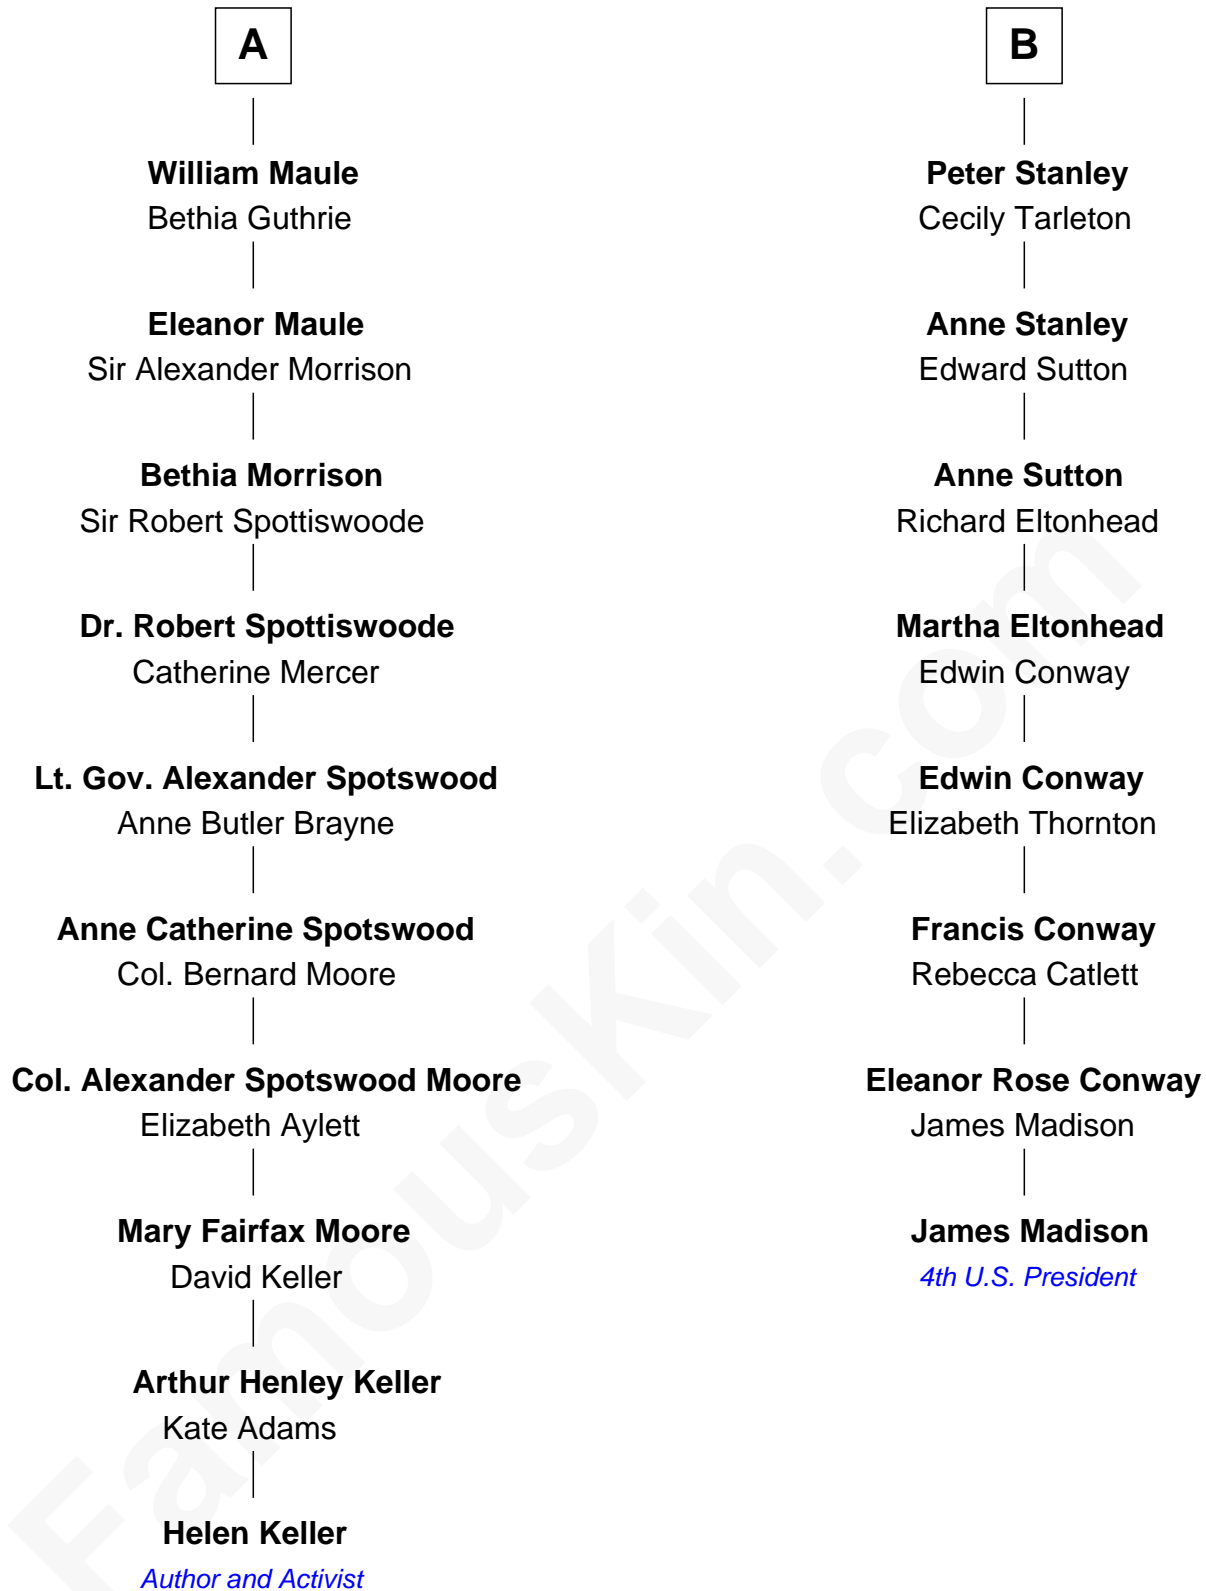 A
William Maule
Bethia Guthrie
Eleanor Maule
Sir Alexander Morrison
Bethia Morrison
Sir Robert Spottiswoode
Dr. Robert Spottiswoode
Catherine Mercer
Lt. Gov. Alexander Spotswood
Anne Butler Brayne
Anne Catherine Spotswood
Col. Bernard Moore
Col. Alexander Spotswood Moore
Elizabeth Aylett
Mary Fairfax Moore
David Keller
Arthur Henley Keller
Kate Adams
Helen Keller
Author and Activist
B
Peter Stanley
Cecily Tarleton
Anne Stanley
Edward Sutton
Anne Sutton
Richard Eltonhead
Martha Eltonhead
Edwin Conway
Edwin Conway
Elizabeth Thornton
Francis Conway
Rebecca Catlett
Eleanor Rose Conway
James Madison
James Madison
4th U.S. President
FamousKin.com